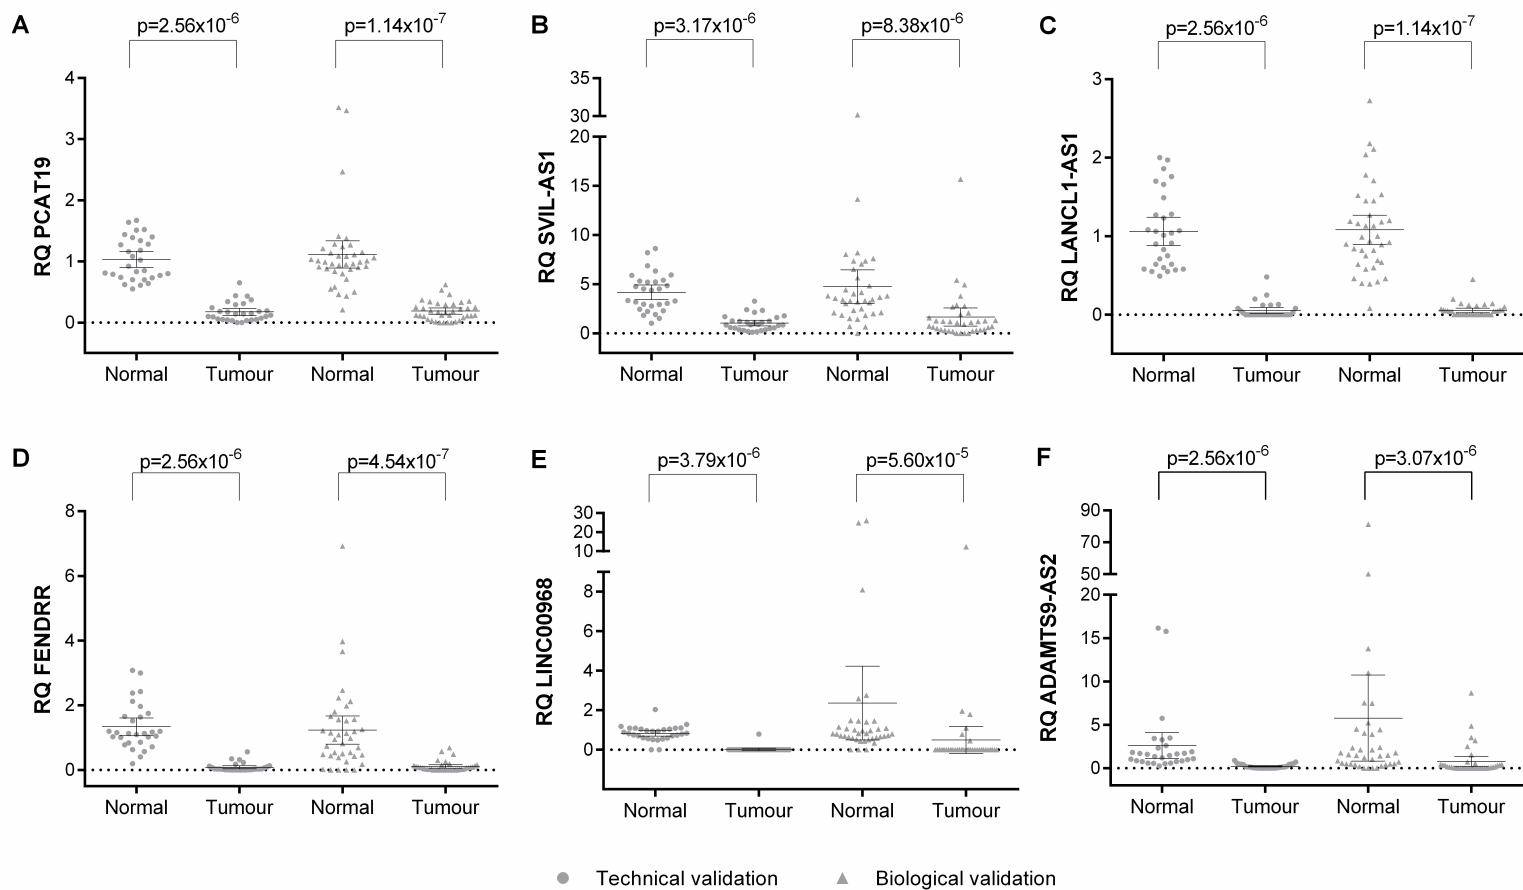 A
p=2.56x10⁻⁶
p=1.14x10⁻⁷
RQ PCAT19
4
3
2
1
0
Normal
Tumour
Normal
Tumour
B
p=3.17x10⁻⁶
p=8.38x10⁻⁶
RQ SVIL-AS1
35
30
20
15
10
5
0
Normal
Tumour
Normal
Tumour
C
p=2.56x10⁻⁶
p=1.14x10⁻⁷
RQ LANCL1-AS1
3
2
1
0
Normal
Tumour
Normal
Tumour
D
p=2.56x10⁻⁶
p=4.54x10⁻⁷
RQ FENDRR
8
6
4
2
0
Normal
Tumour
Normal
Tumour
E
p=3.79x10⁻⁶
p=5.60x10⁻⁵
RQ LINC00968
30
20
10
8
6
4
2
0
Normal
Tumour
Normal
Tumour
F
p=2.56x10⁻⁶
p=3.07x10⁻⁶
RQ ADAMTS9-AS2
90
70
50
20
15
10
5
0
Normal
Tumour
Normal
Tumour
Technical validation
Biological validation